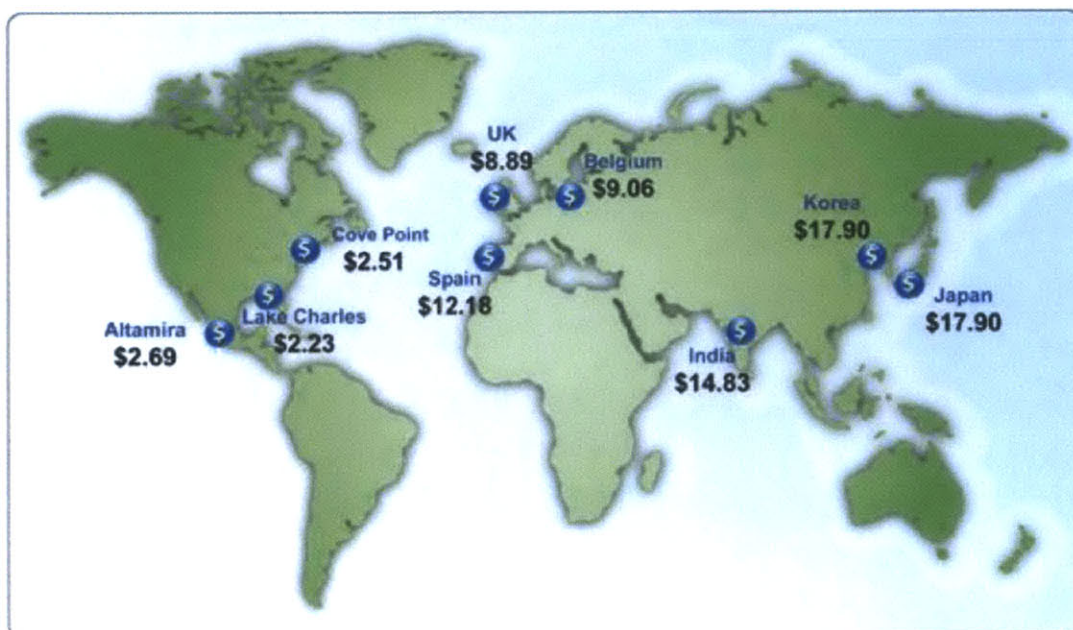 UK
$8.89
Belgium
$9.06
Korea
$17.90
Cove Point
$2.51
Spain
$12.18
Japan
$17.90
Lake Charles
$2.23
Altamira
$2.69
India
$14.83